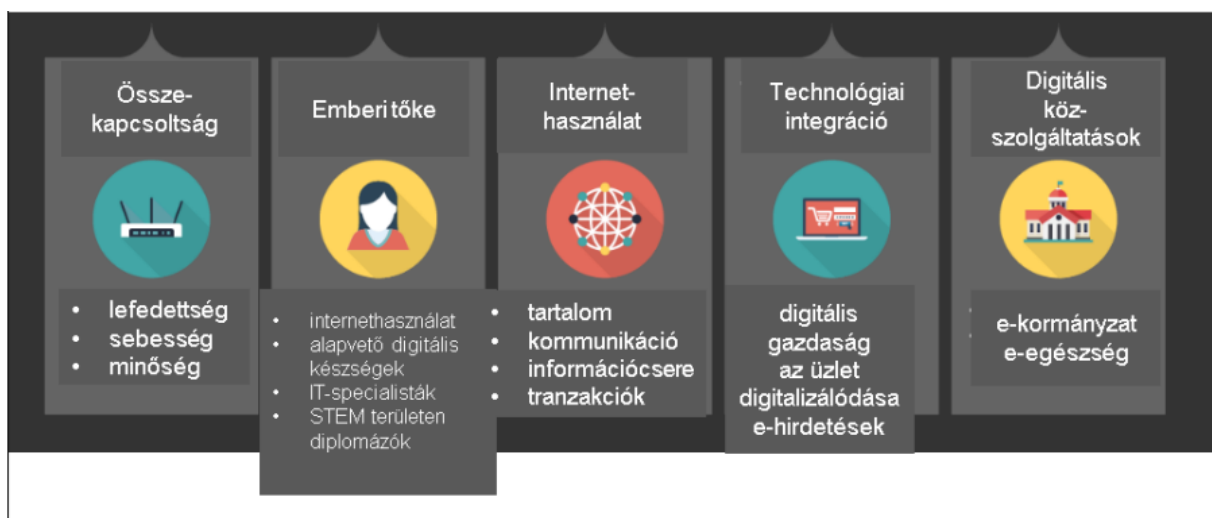 Össze-
kapcsoltság
• lefedettség
• sebesség
• minőség
Emberi tőke
• internethasználat
• alapvető digitális
készségek
• IT-specialisták
• STEM területen
diplomázók
Internet-
használat
• tartalom
• kommunikáció
• információcsere
• tranzakciók
Technológiai
integráció
digitális
gazdaság
az üzlet
digitalizálódása
e-hirdetések
Digitális
köz-
szolgáltatások
e-kormányzat
e-egészség